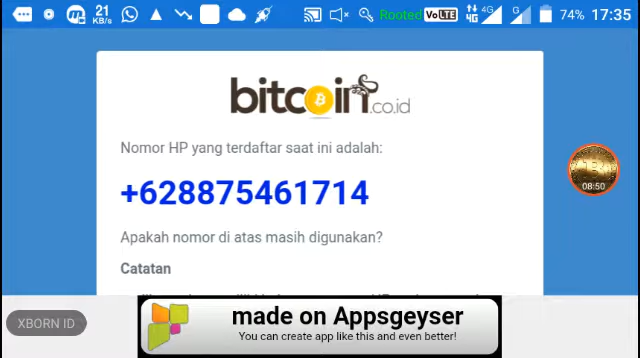 21 KB/s
Rooted VoLTE 4G 4G G 74% 17:35
bitcoin.co.id
Nomor HP yang terdaftar saat ini adalah:
+628875461714
08:50
Apakah nomor di atas masih digunakan?
Catatan
XBORN ID
made on Appsgeyser
You can create app like this and even better!